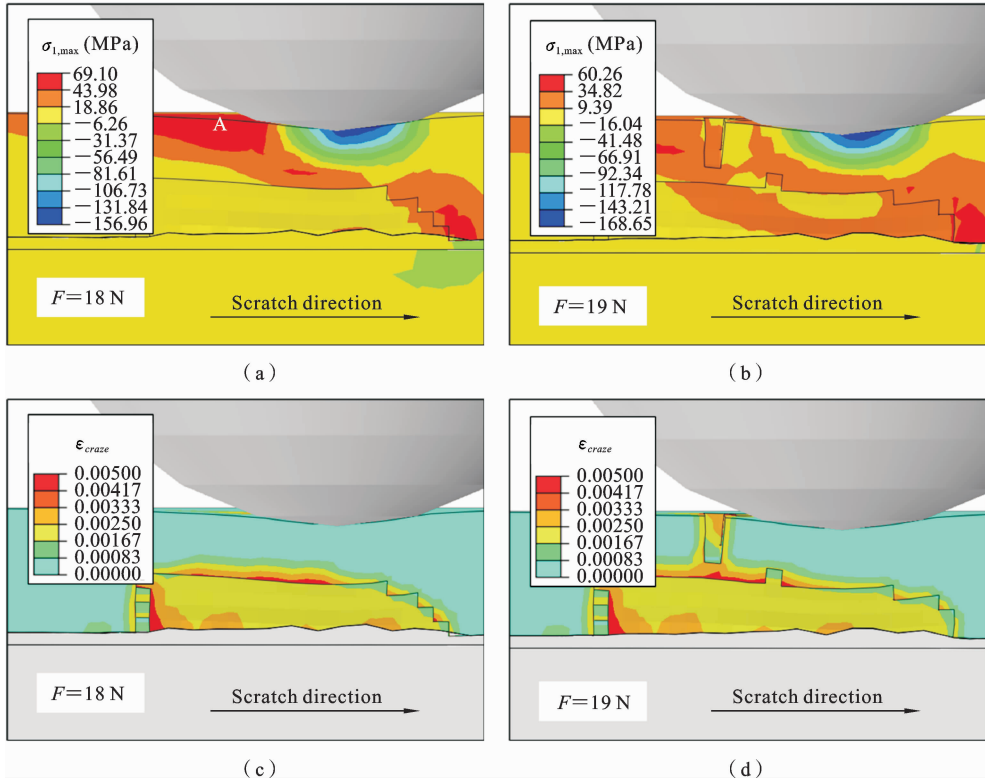 σ1,max (MPa)
69.10
43.98
18.86
−6.26
−31.37
−56.49
−81.61
−106.73
−131.84
−156.96
A
F=18 N
Scratch direction
(a)
σ1,max (MPa)
60.26
34.82
9.39
−16.04
−41.48
−66.91
−92.34
−117.78
−143.21
−168.65
F=19 N
Scratch direction
(b)
εcraze
0.00500
0.00417
0.00333
0.00250
0.00167
0.00083
0.00000
F=18 N
Scratch direction
(c)
εcraze
0.00500
0.00417
0.00333
0.00250
0.00167
0.00083
0.00000
F=19 N
Scratch direction
(d)